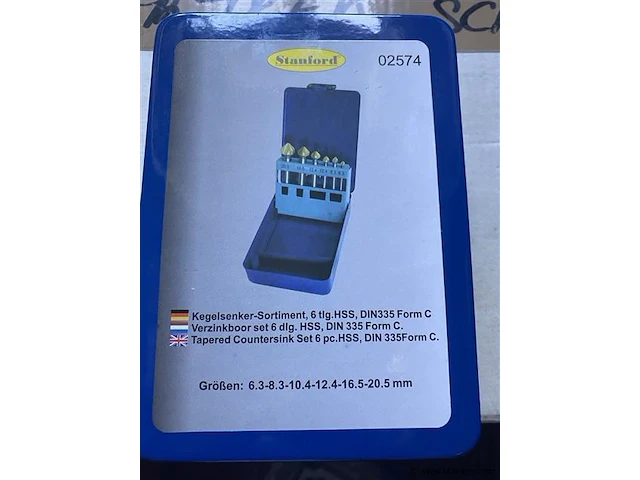 SC
Stanford
02574
Kegelsenker-Sortiment, 6 tlg.HSS, DIN335 Form C
Verzinkboor set 6 dlg. HSS, DIN 335 Form C.
Tapered Countersink Set 6 pc.HSS, DIN 335Form C.
Größen: 6.3-8.3-10.4-12.4-16.5-20.5 mm